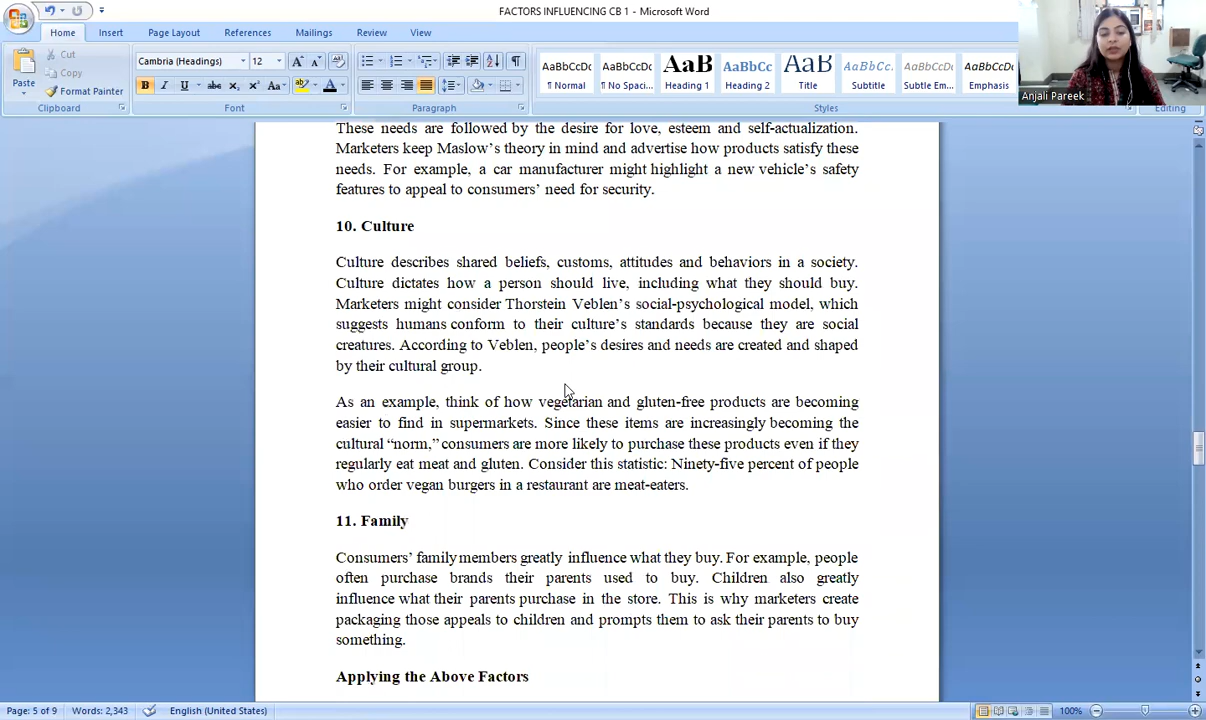 FACTORS INFLUENCING CB 1 - Microsoft Word
Home Insert Page Layout References Mailings Review View
Cut
Copy
Format Painter
Paste
Clipboard
Cambria (Headings) 12
Font
Paragraph
AaBbCcDc AaBbCcDc AaB AaBbCc AaB AaBbCc. AaBbCcDc AaBbCcDc
¶ Normal ¶ No Spaci... Heading 1 Heading 2 Title Subtitle Subtle Em... Emphasis
Styles
Editing
Anjali Pareek
These needs are followed by the desire for love, esteem and self-actualization.
Marketers keep Maslow's theory in mind and advertise how products satisfy these
needs. For example, a car manufacturer might highlight a new vehicle's safety
features to appeal to consumers' need for security.
10. Culture
Culture describes shared beliefs, customs, attitudes and behaviors in a society.
Culture dictates how a person should live, including what they should buy.
Marketers might consider Thorstein Veblen's social-psychological model, which
suggests humans conform to their culture's standards because they are social
creatures. According to Veblen, people's desires and needs are created and shaped
by their cultural group.
As an example, think of how vegetarian and gluten-free products are becoming
easier to find in supermarkets. Since these items are increasingly becoming the
cultural “norm,” consumers are more likely to purchase these products even if they
regularly eat meat and gluten. Consider this statistic: Ninety-five percent of people
who order vegan burgers in a restaurant are meat-eaters.
11. Family
Consumers' family members greatly influence what they buy. For example, people
often purchase brands their parents used to buy. Children also greatly
influence what their parents purchase in the store. This is why marketers create
packaging those appeals to children and prompts them to ask their parents to buy
something.
Applying the Above Factors
Page: 5 of 9 Words: 2,343 English (United States) 100%